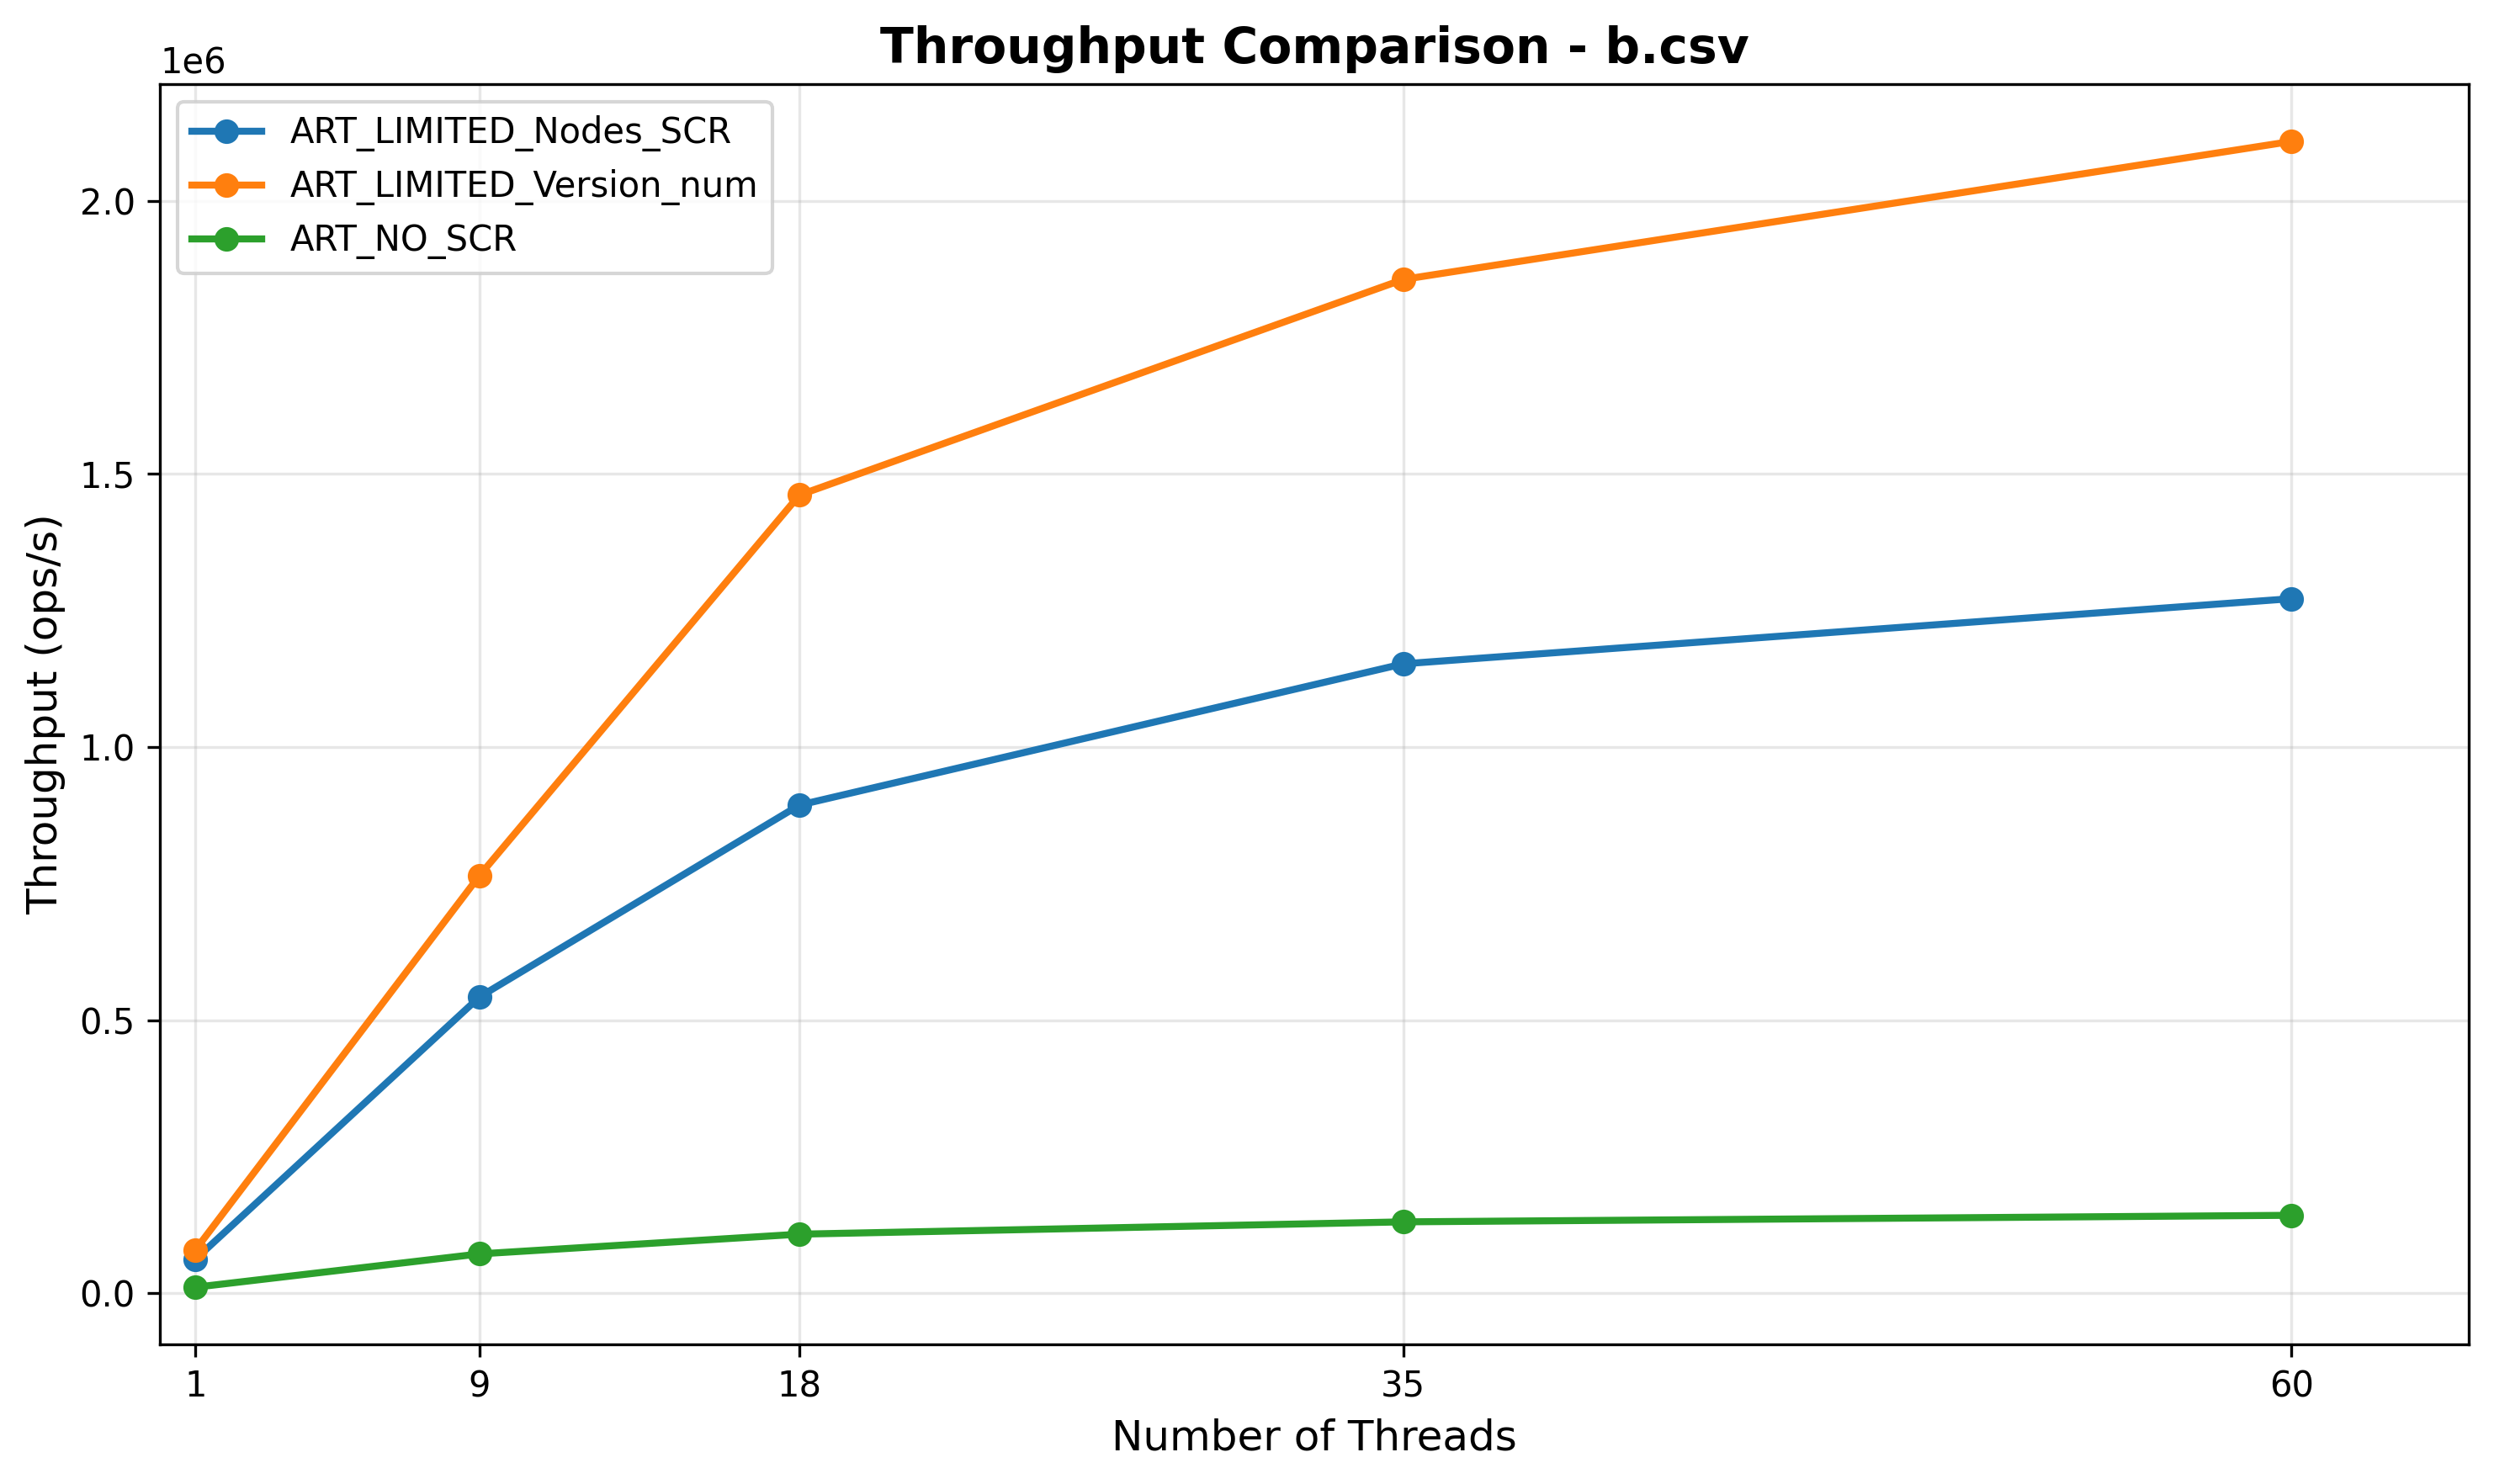 Throughput Comparison - b.csv
1e6
ART_LIMITED_Nodes_SCR
ART_LIMITED_Version_num
ART_NO_SCR
Throughput (ops/s)
2.0
1.5
1.0
0.5
0.0
1 9 18 35 60
Number of Threads